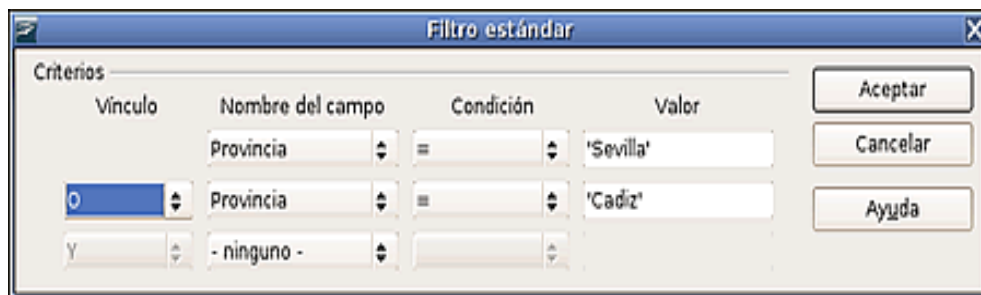 Filtro estándar
Criterios
Vínculo Nombre del campo Condición Valor
Provincia = 'Sevilla'
O Provincia = 'Cadiz'
Y - ninguno -
Aceptar
Cancelar
Ayuda